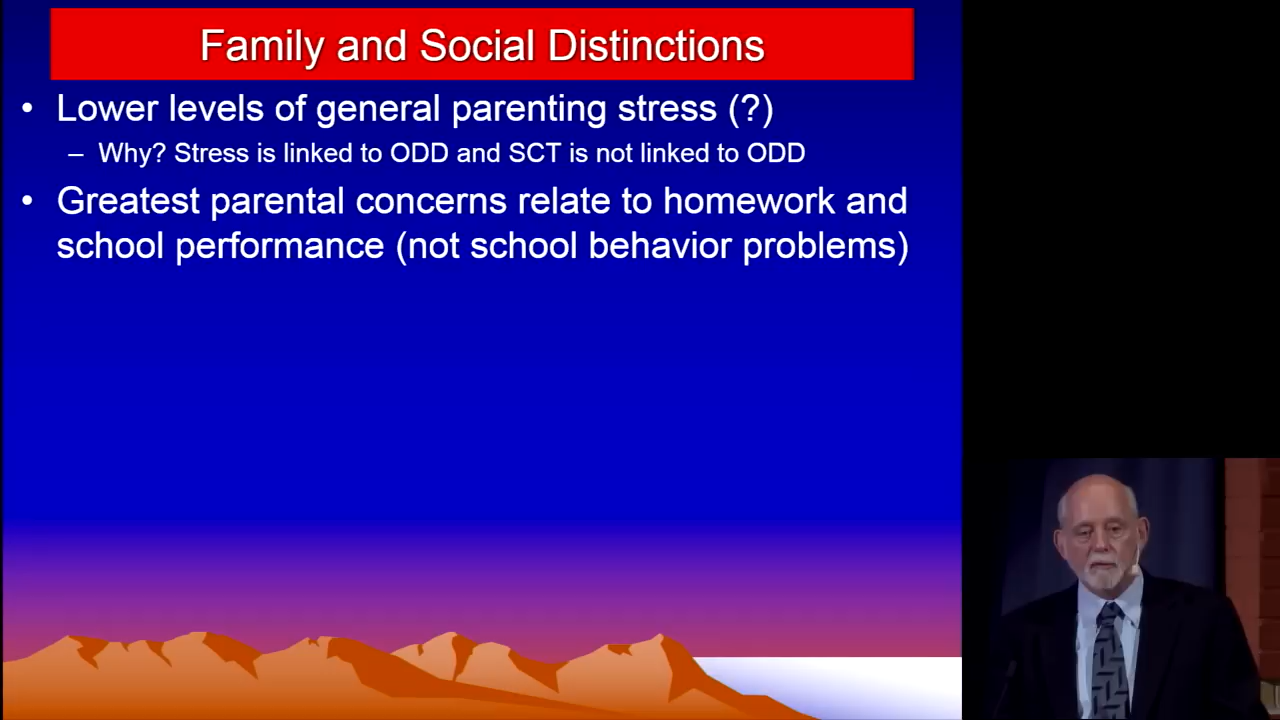 Family and Social Distinctions
• Lower levels of general parenting stress (?)
– Why? Stress is linked to ODD and SCT is not linked to ODD
• Greatest parental concerns relate to homework and
school performance (not school behavior problems)